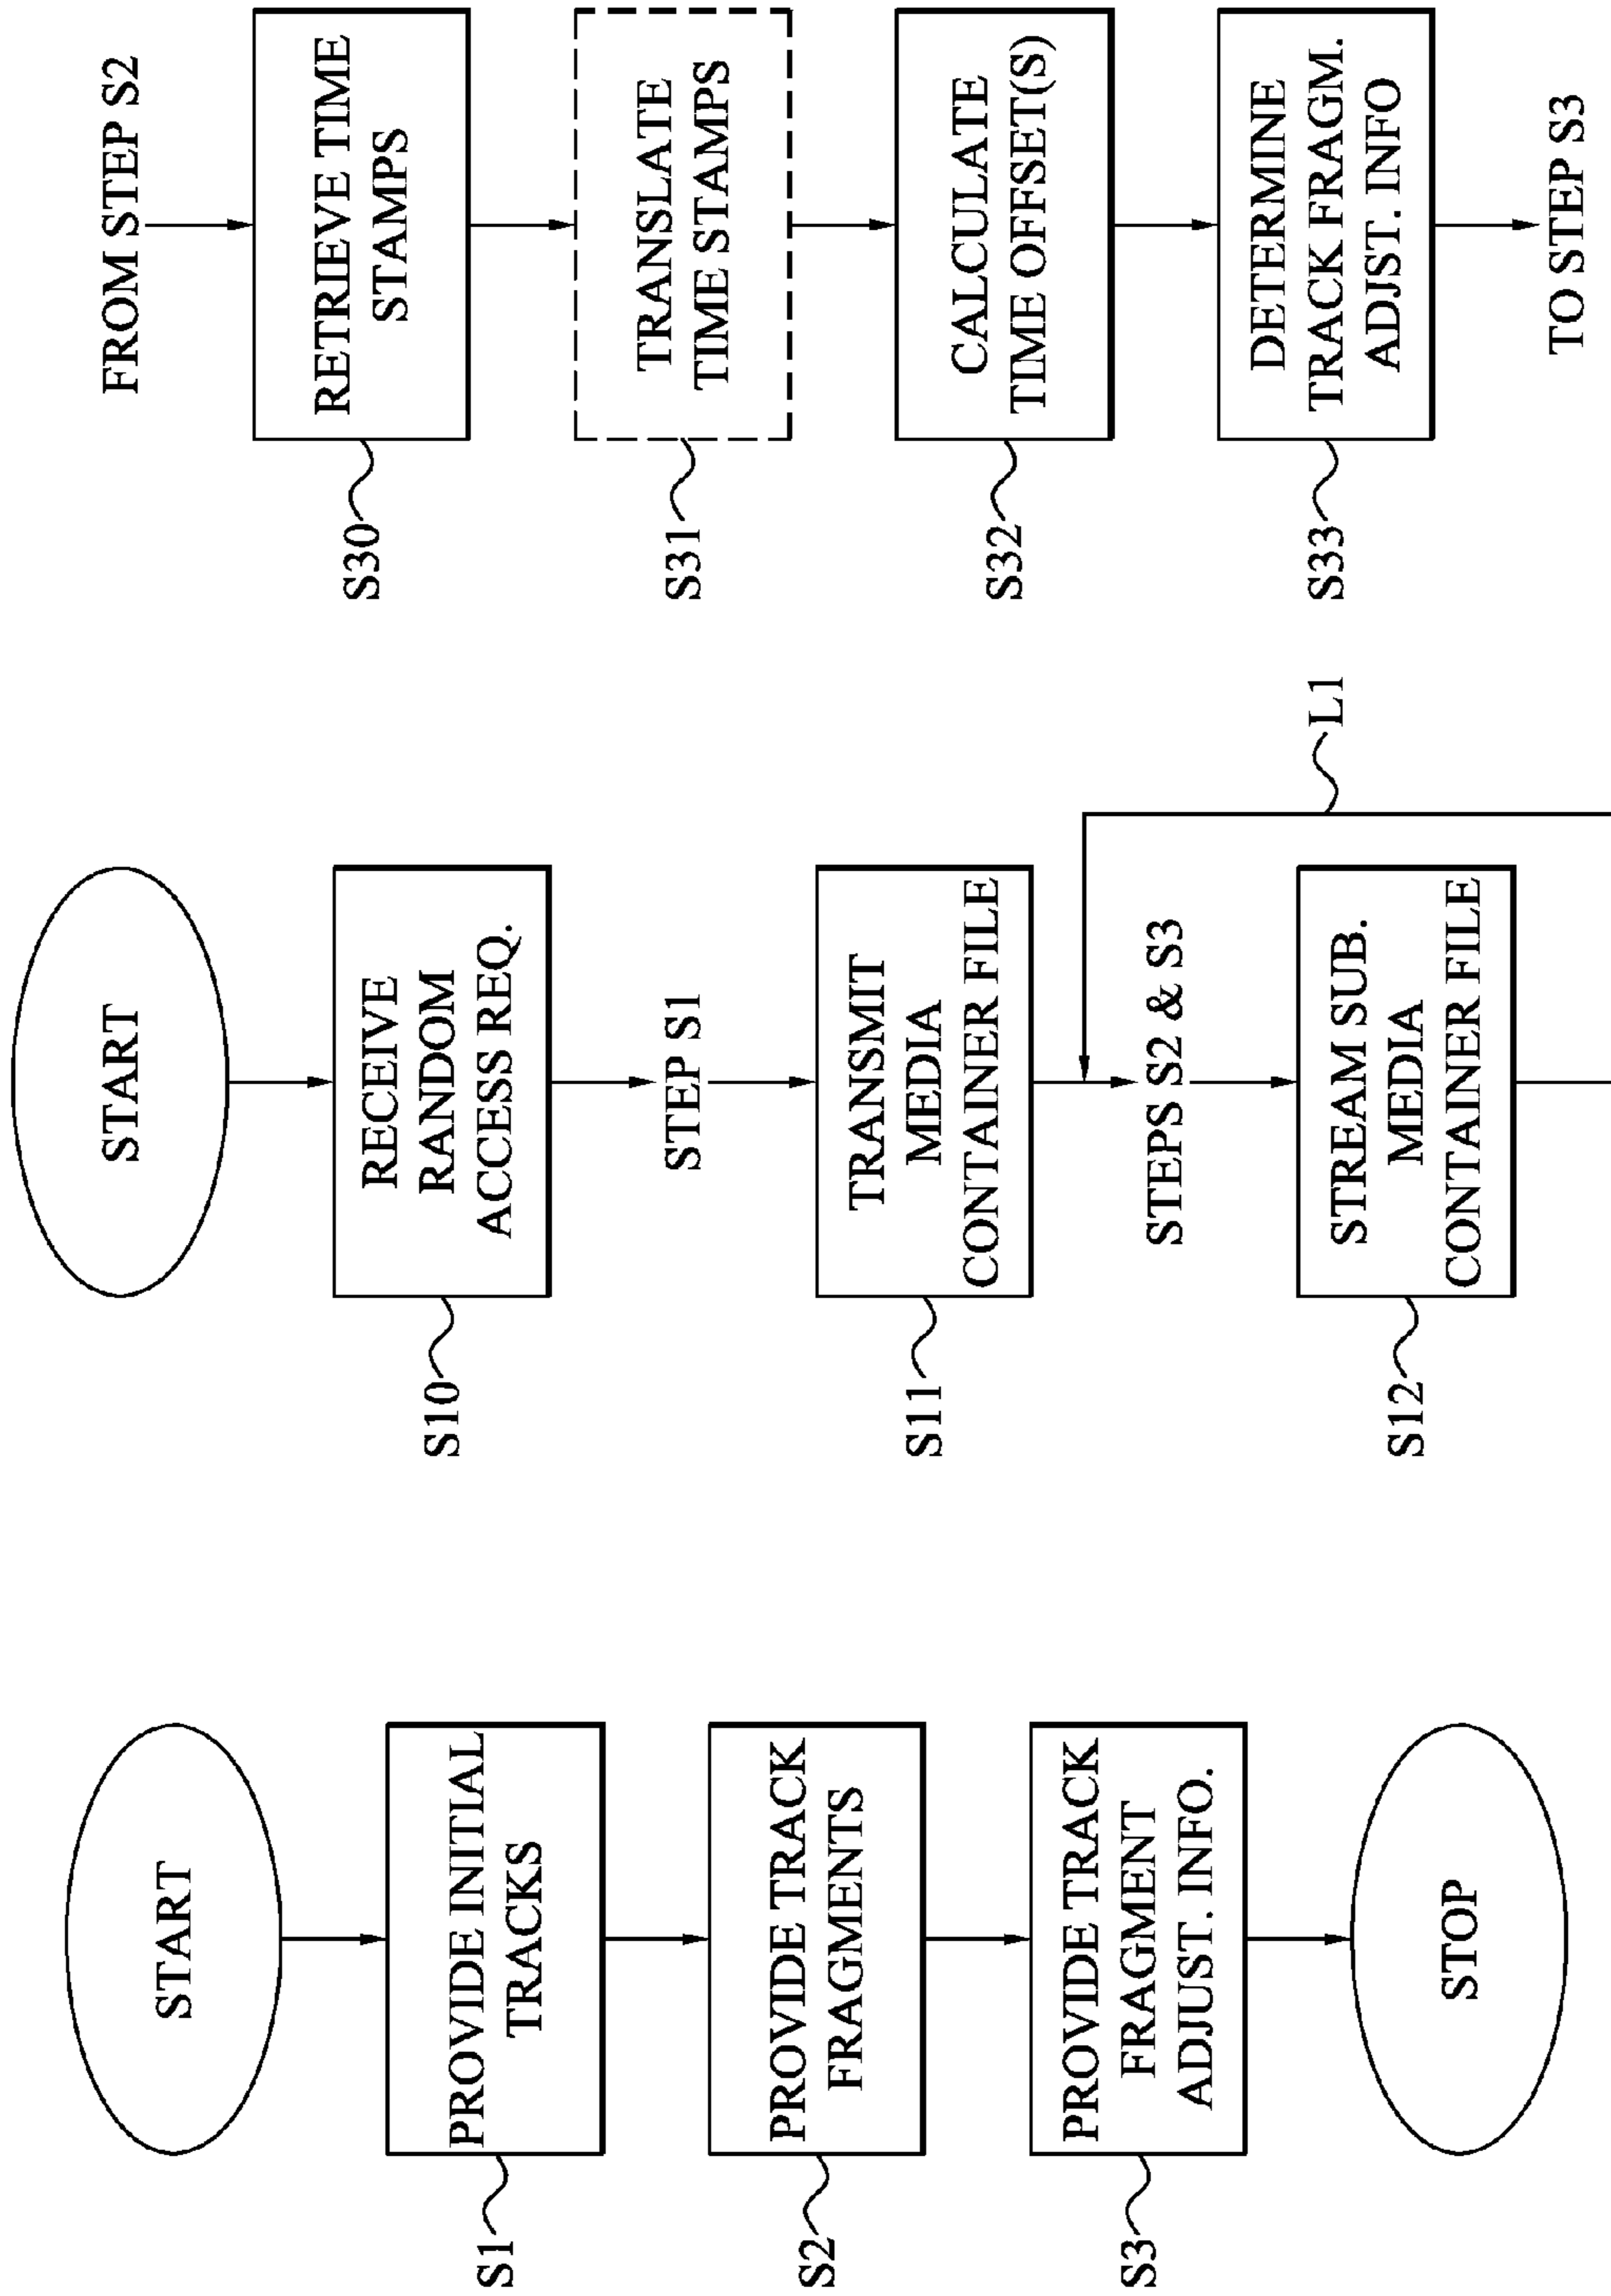 START
S1
PROVIDE INITIAL
TRACKS
S2
PROVIDE TRACK
FRAGMENTS
S3
PROVIDE TRACK
FRAGMENT
ADJUST. INFO.
STOP
START
S10
RECEIVE
RANDOM
ACCESS REQ.
STEP S1
S11
TRANSMIT
MEDIA
CONTAINER FILE
STEPS S2 & S3
L1
S12
STREAM SUB.
MEDIA
CONTAINER FILE
FROM STEP S2
S30
RETRIEVE TIME
STAMPS
S31
TRANSLATE
TIME STAMPS
S32
CALCULATE
TIME OFFSET(S)
S33
DETERMINE
TRACK FRAGM.
ADJST. INFO
TO STEP S3